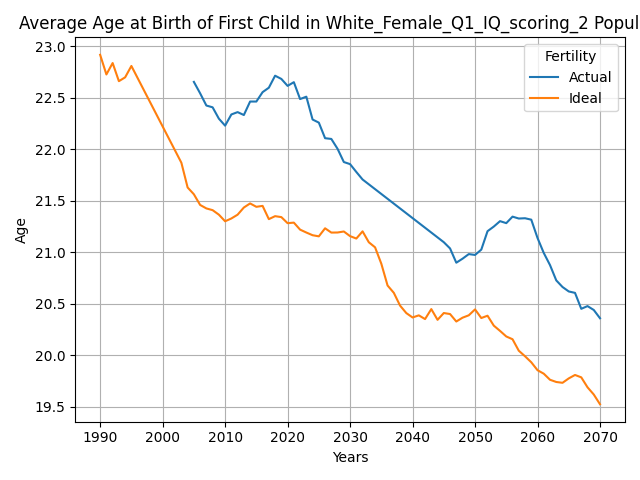 Average Age at Birth of First Child in White_Female_Q1_IQ_scoring_2 Popul
Fertility
Actual
Ideal
Age
23.0
22.5
22.0
21.5
21.0
20.5
20.0
19.5
1990 2000 2010 2020 2030 2040 2050 2060 2070
Years